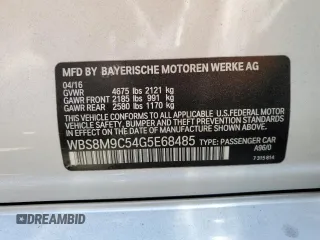 MFD BY BAYERISCHE MOTOREN WERKE AG
04/16
GVWR 4675 lbs 2121 kg
GAWR FRONT 2185 lbs 991 kg
GAWR REAR 2580 lbs 1170 kg
THIS VEHICLE CONFORMS TO ALL APPLICABLE U.S. FEDERAL
MOTOR VEHICLE SAFETY, BUMPER, AND THEFT PREVENTION
STANDARDS IN EFFECT ON THE DATE OF MANUFACTURE
SHOWN ABOVE.
WBS8M9C54G5E68485 TYPE: PASSENGER CAR
A96/0
DREAMBID
DREAMBID.COM